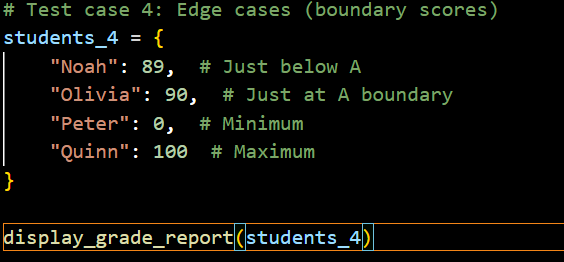 # Test case 4: Edge cases (boundary scores)
students_4 = {
    "Noah": 89,  # Just below A
    "Olivia": 90,  # Just at A boundary
    "Peter": 0,  # Minimum
    "Quinn": 100  # Maximum
}
display_grade_report(students_4)